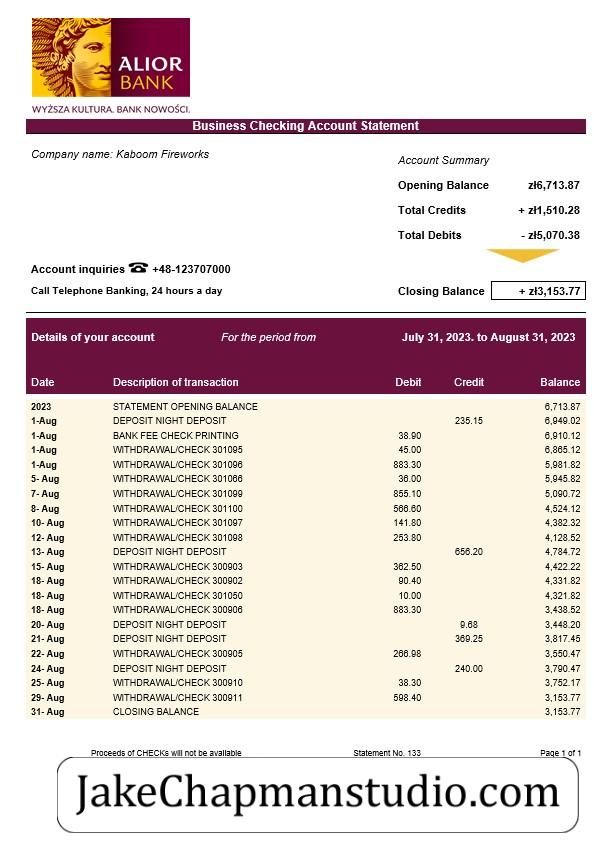 ALIOR
BANK
WYŻSZA KULTURA. BANK NOWOŚCI.
Business Checking Account Statement
Company name: Kaboom Fireworks
Account Summary
Opening Balance zł6,713.87
Total Credits + zł1,510.28
Total Debits - zł5,070.38
Account inquiries ☎ +48-123707000
Call Telephone Banking, 24 hours a day
Closing Balance + zł3,153.77
Details of your account For the period from July 31, 2023. to August 31, 2023
Date Description of transaction Debit Credit Balance
2023 STATEMENT OPENING BALANCE 6,713.87
1-Aug DEPOSIT NIGHT DEPOSIT 235.15 6,949.02
1-Aug BANK FEE CHECK PRINTING 38.90 6,910.12
1-Aug WITHDRAWAL/CHECK 301095 45.00 6,865.12
1-Aug WITHDRAWAL/CHECK 301096 883.30 5,981.82
5- Aug WITHDRAWAL/CHECK 301066 36.00 5,945.82
7- Aug WITHDRAWAL/CHECK 301099 855.10 5,090.72
8- Aug WITHDRAWAL/CHECK 301100 566.60 4,524.12
10- Aug WITHDRAWAL/CHECK 301097 141.80 4,382.32
12- Aug WITHDRAWAL/CHECK 301098 253.80 4,128.52
13- Aug DEPOSIT NIGHT DEPOSIT 656.20 4,784.72
15- Aug WITHDRAWAL/CHECK 300903 362.50 4,422.22
18- Aug WITHDRAWAL/CHECK 300902 90.40 4,331.82
18- Aug WITHDRAWAL/CHECK 301050 10.00 4,321.82
18- Aug WITHDRAWAL/CHECK 300906 883.30 3,438.52
20- Aug DEPOSIT NIGHT DEPOSIT 9.68 3,448.20
21- Aug DEPOSIT NIGHT DEPOSIT 369.25 3,817.45
22- Aug WITHDRAWAL/CHECK 300905 266.98 3,550.47
24- Aug DEPOSIT NIGHT DEPOSIT 240.00 3,790.47
25- Aug WITHDRAWAL/CHECK 300910 38.30 3,752.17
29- Aug WITHDRAWAL/CHECK 300911 598.40 3,153.77
31- Aug CLOSING BALANCE 3,153.77
Proceeds of CHECKs will not be available Statement No. 133 Page 1 of 1
JakeChapmanstudio.com